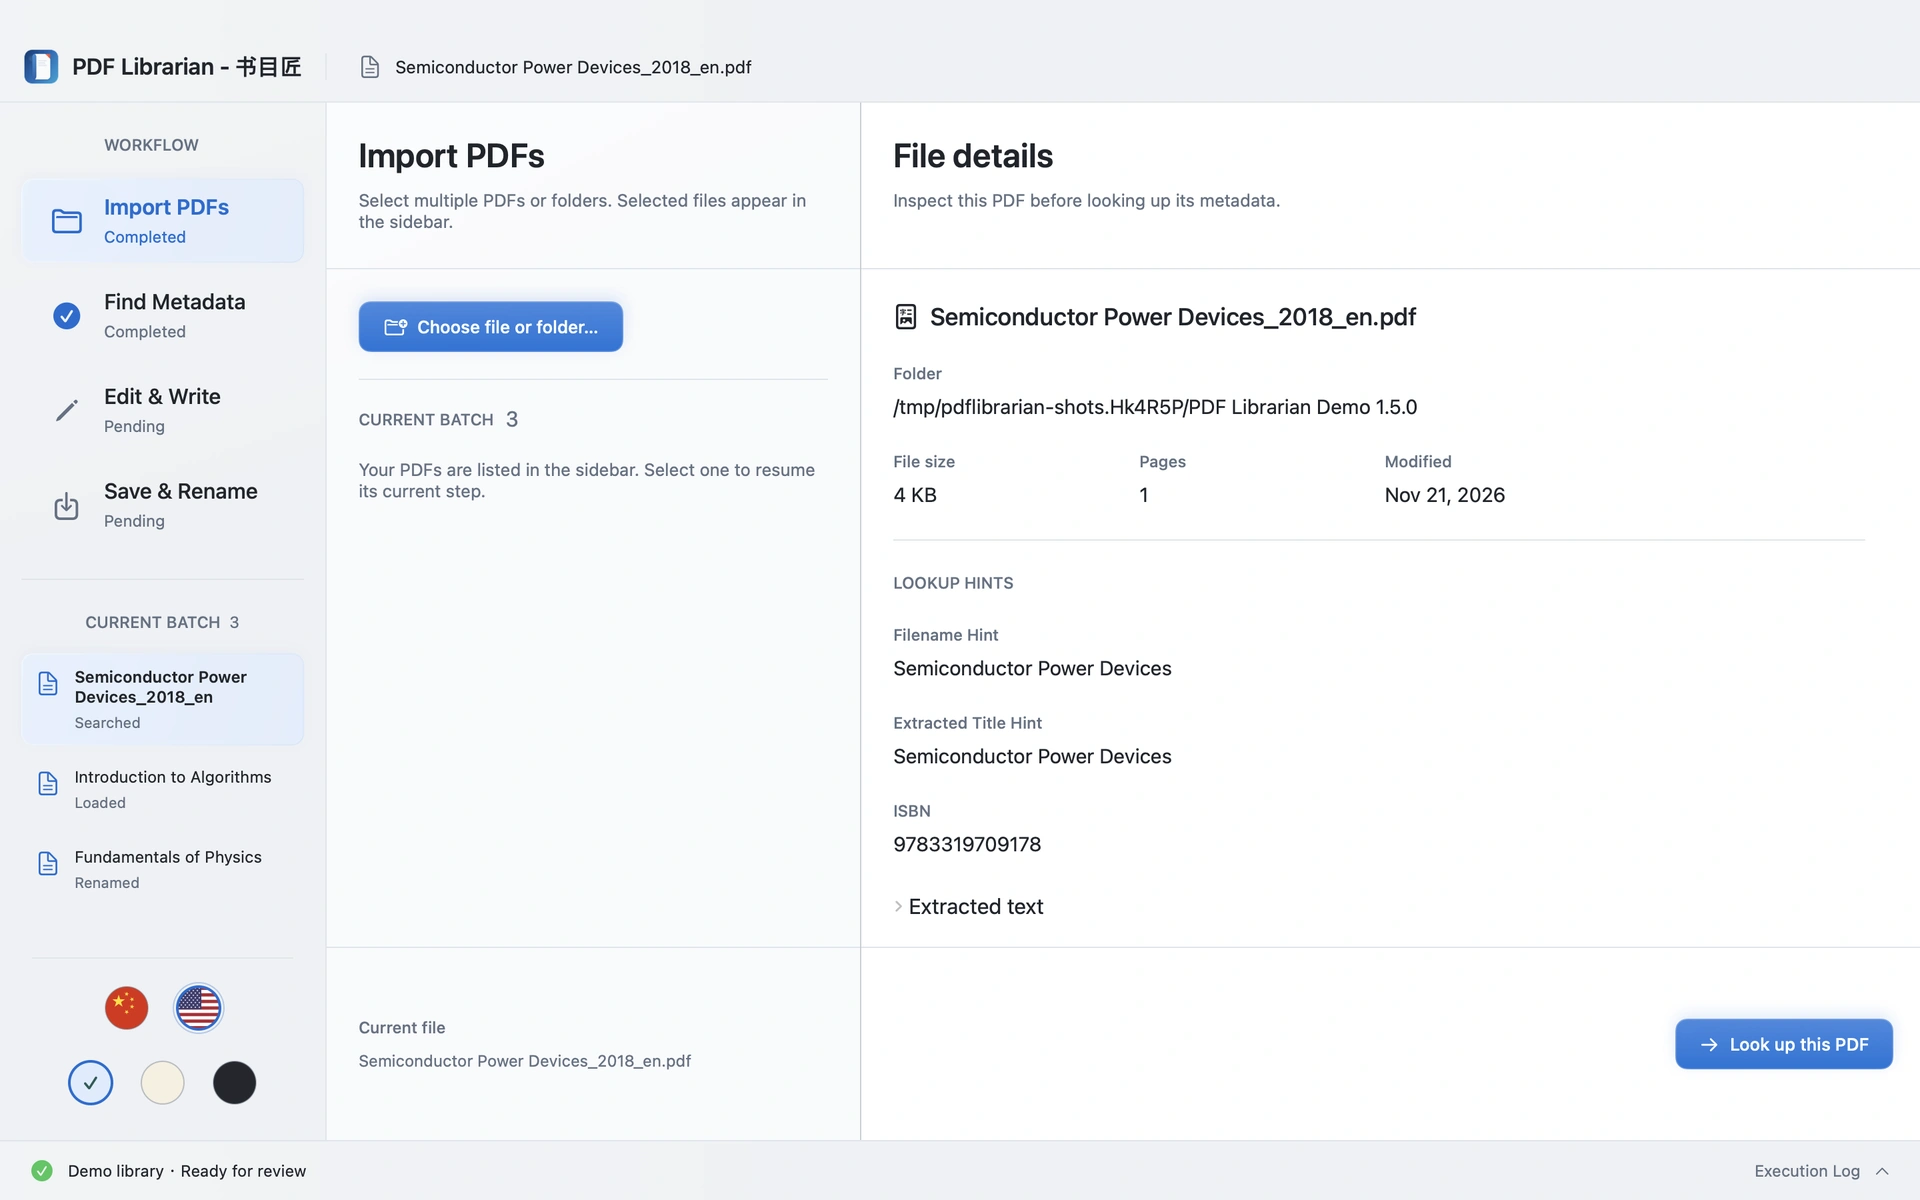 PDF Librarian - 书目匠
Semiconductor Power Devices_2018_en.pdf
WORKFLOW
Import PDFs
Completed
Find Metadata
Completed
Edit & Write
Pending
Save & Rename
Pending
CURRENT BATCH 3
Semiconductor Power
Devices_2018_en
Searched
Introduction to Algorithms
Loaded
Fundamentals of Physics
Renamed
Import PDFs
Select multiple PDFs or folders. Selected files appear in
the sidebar.
Choose file or folder...
CURRENT BATCH 3
Your PDFs are listed in the sidebar. Select one to resume
its current step.
Current file
Semiconductor Power Devices_2018_en.pdf
File details
Inspect this PDF before looking up its metadata.
Semiconductor Power Devices_2018_en.pdf
Folder
/tmp/pdflibrarian-shots.Hk4R5P/PDF Librarian Demo 1.5.0
File size
4 KB
Pages
1
Modified
Nov 21, 2026
LOOKUP HINTS
Filename Hint
Semiconductor Power Devices
Extracted Title Hint
Semiconductor Power Devices
ISBN
9783319709178
Extracted text
Look up this PDF
Demo library · Ready for review
Execution Log